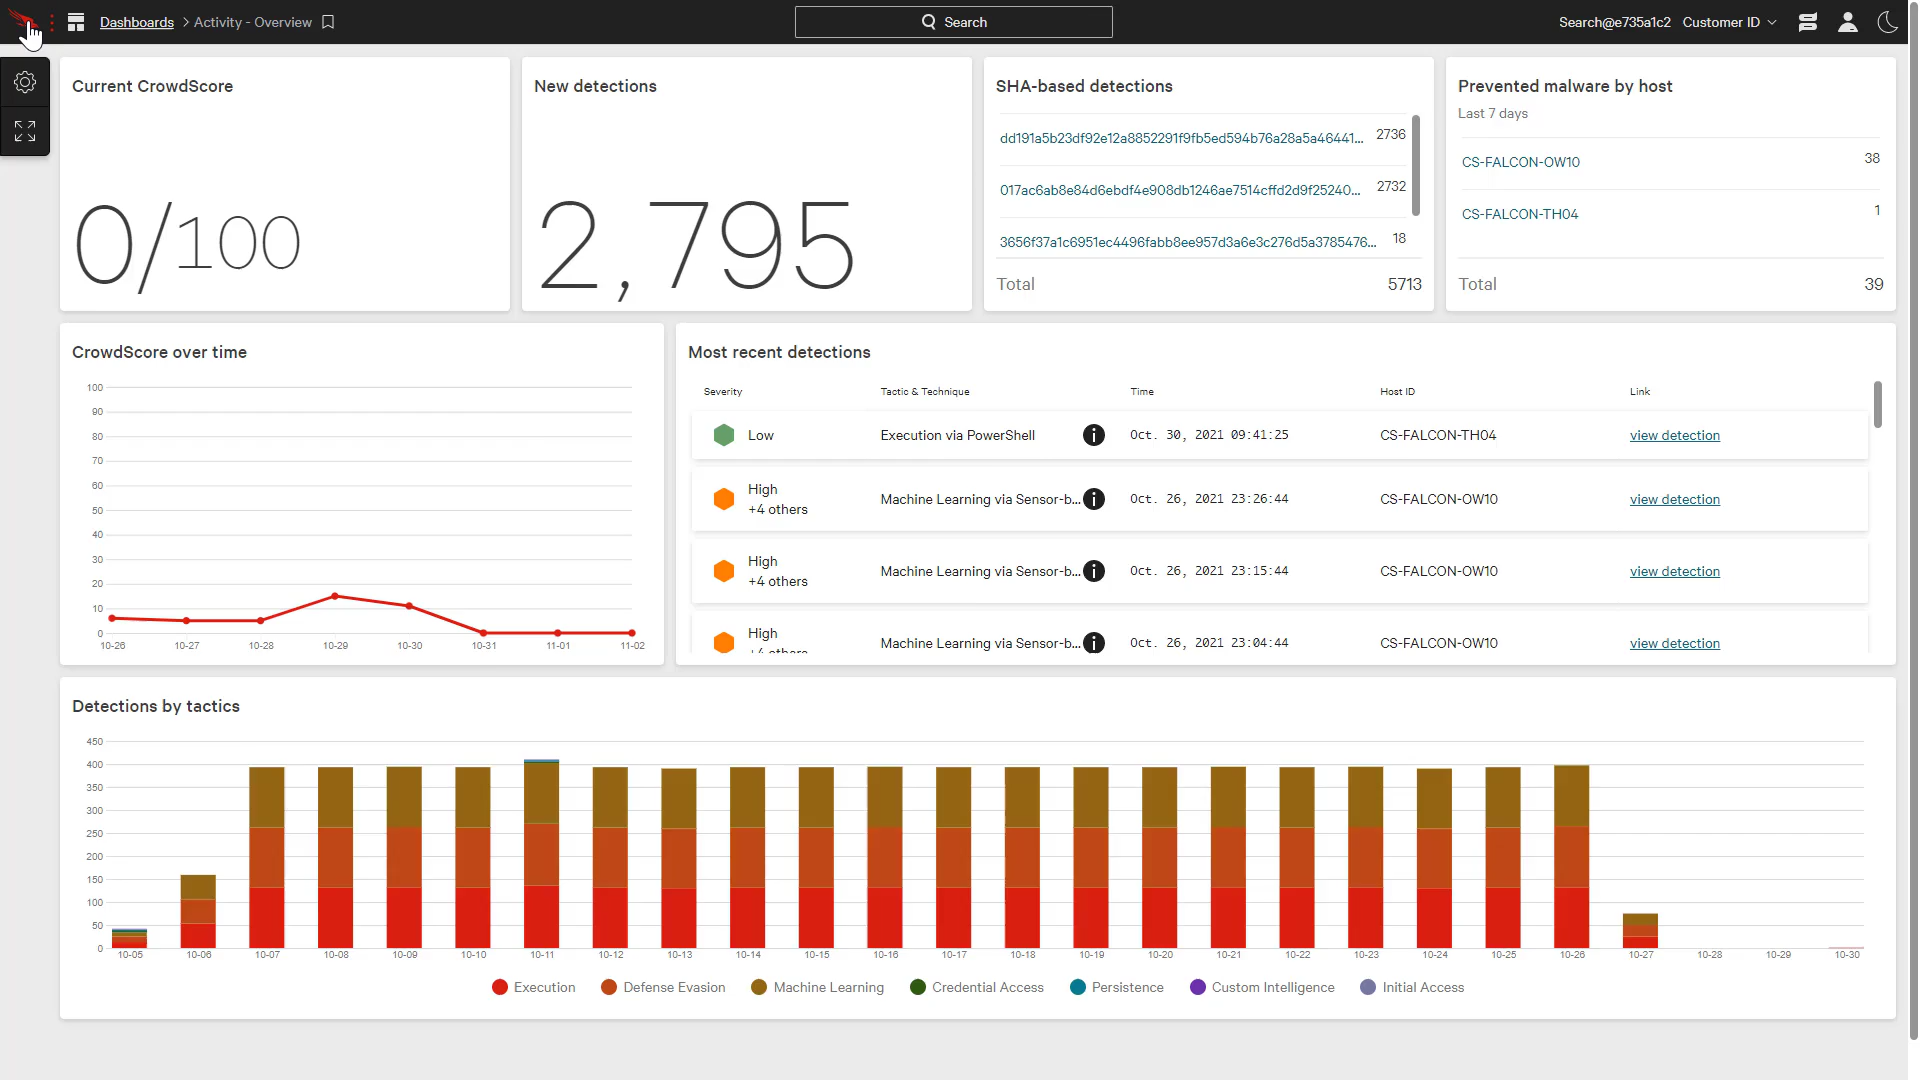 Dashboards > Activity - Overview
Search
Search@e735a1c2 Customer ID
Current CrowdScore
0/100
New detections
2,795
SHA-based detections
dd191a5b23df92e12a8852291f9fb5ed594b76a28a5a46441... 2736
017ac6ab8e84d6ebdf4e908db1246ae7514cffd2d9f25240... 2732
3656f37a1c6951ec4496fabb8ee957d3a6e3c276d5a3785476... 18
Total 5713
Prevented malware by host
Last 7 days
CS-FALCON-OW10 38
CS-FALCON-TH04 1
Total 39
CrowdScore over time
100
90
80
70
60
50
40
30
20
10
0
10-26 10-27 10-28 10-29 10-30 10-31 11-01 11-02
Most recent detections
Severity Tactic & Technique Time Host ID Link
Low Execution via PowerShell Oct. 30, 2021 09:41:25 CS-FALCON-TH04 view detection
High
+4 others
Machine Learning via Sensor-b... Oct. 26, 2021 23:26:44 CS-FALCON-OW10 view detection
High
+4 others
Machine Learning via Sensor-b... Oct. 26, 2021 23:15:44 CS-FALCON-OW10 view detection
High
+4 others
Machine Learning via Sensor-b... Oct. 26, 2021 23:04:44 CS-FALCON-OW10 view detection
Detections by tactics
450
400
350
300
250
200
150
100
50
0
10-05 10-06 10-07 10-08 10-09 10-10 10-11 10-12 10-13 10-14 10-15 10-16 10-17 10-18 10-19 10-20 10-21 10-22 10-23 10-24 10-25 10-26 10-27 10-28 10-29 10-30
Execution Defense Evasion Machine Learning Credential Access Persistence Custom Intelligence Initial Access